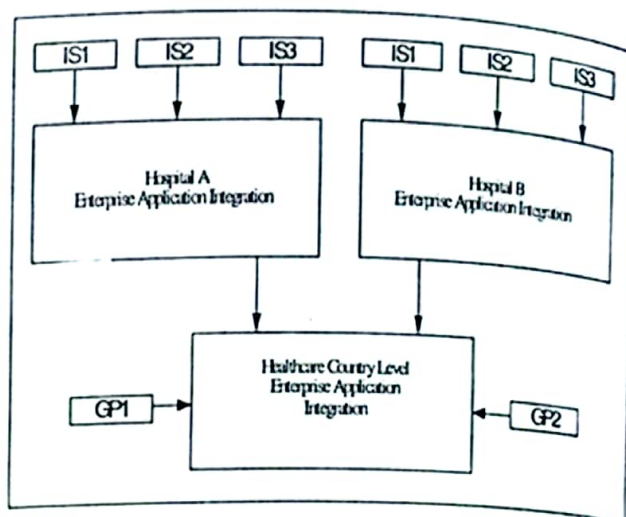 IS1 IS2 IS3 IS1 IS2 IS3
Hospital A
Enterprise Application Integration
Hospital B
Enterprise Application Integration
Healthcare Country Level
Enterprise Application
Integration
GP1
GP2